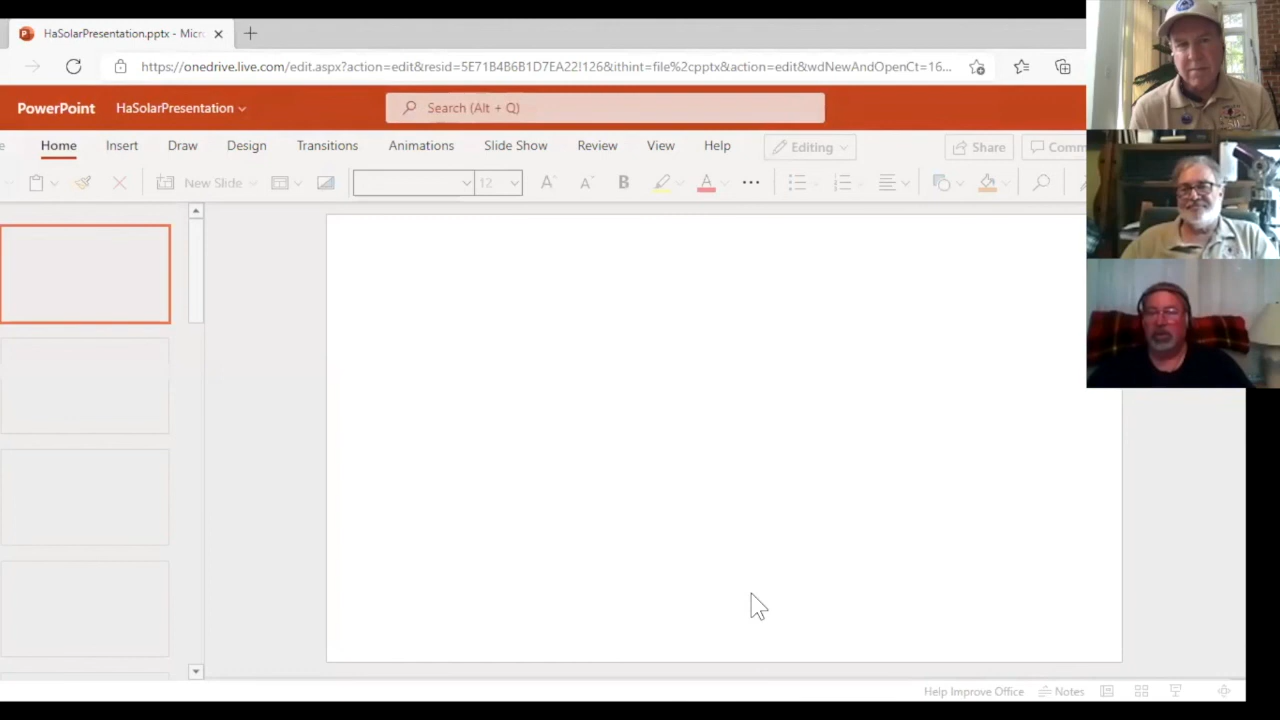 HaSolarPresentation.pptx - Micr
https://onedrive.live.com/edit.aspx?action=edit&resid=5E71B4B6B1D7EA22!126&ithint=file%2cpptx&action=edit&wdNewAndOpenCt=16...
PowerPoint HaSolarPresentation Search (Alt + Q)
e Home Insert Draw Design Transitions Animations Slide Show Review View Help Editing Share Comm
New Slide 12 A A B A
Help Improve Office Notes